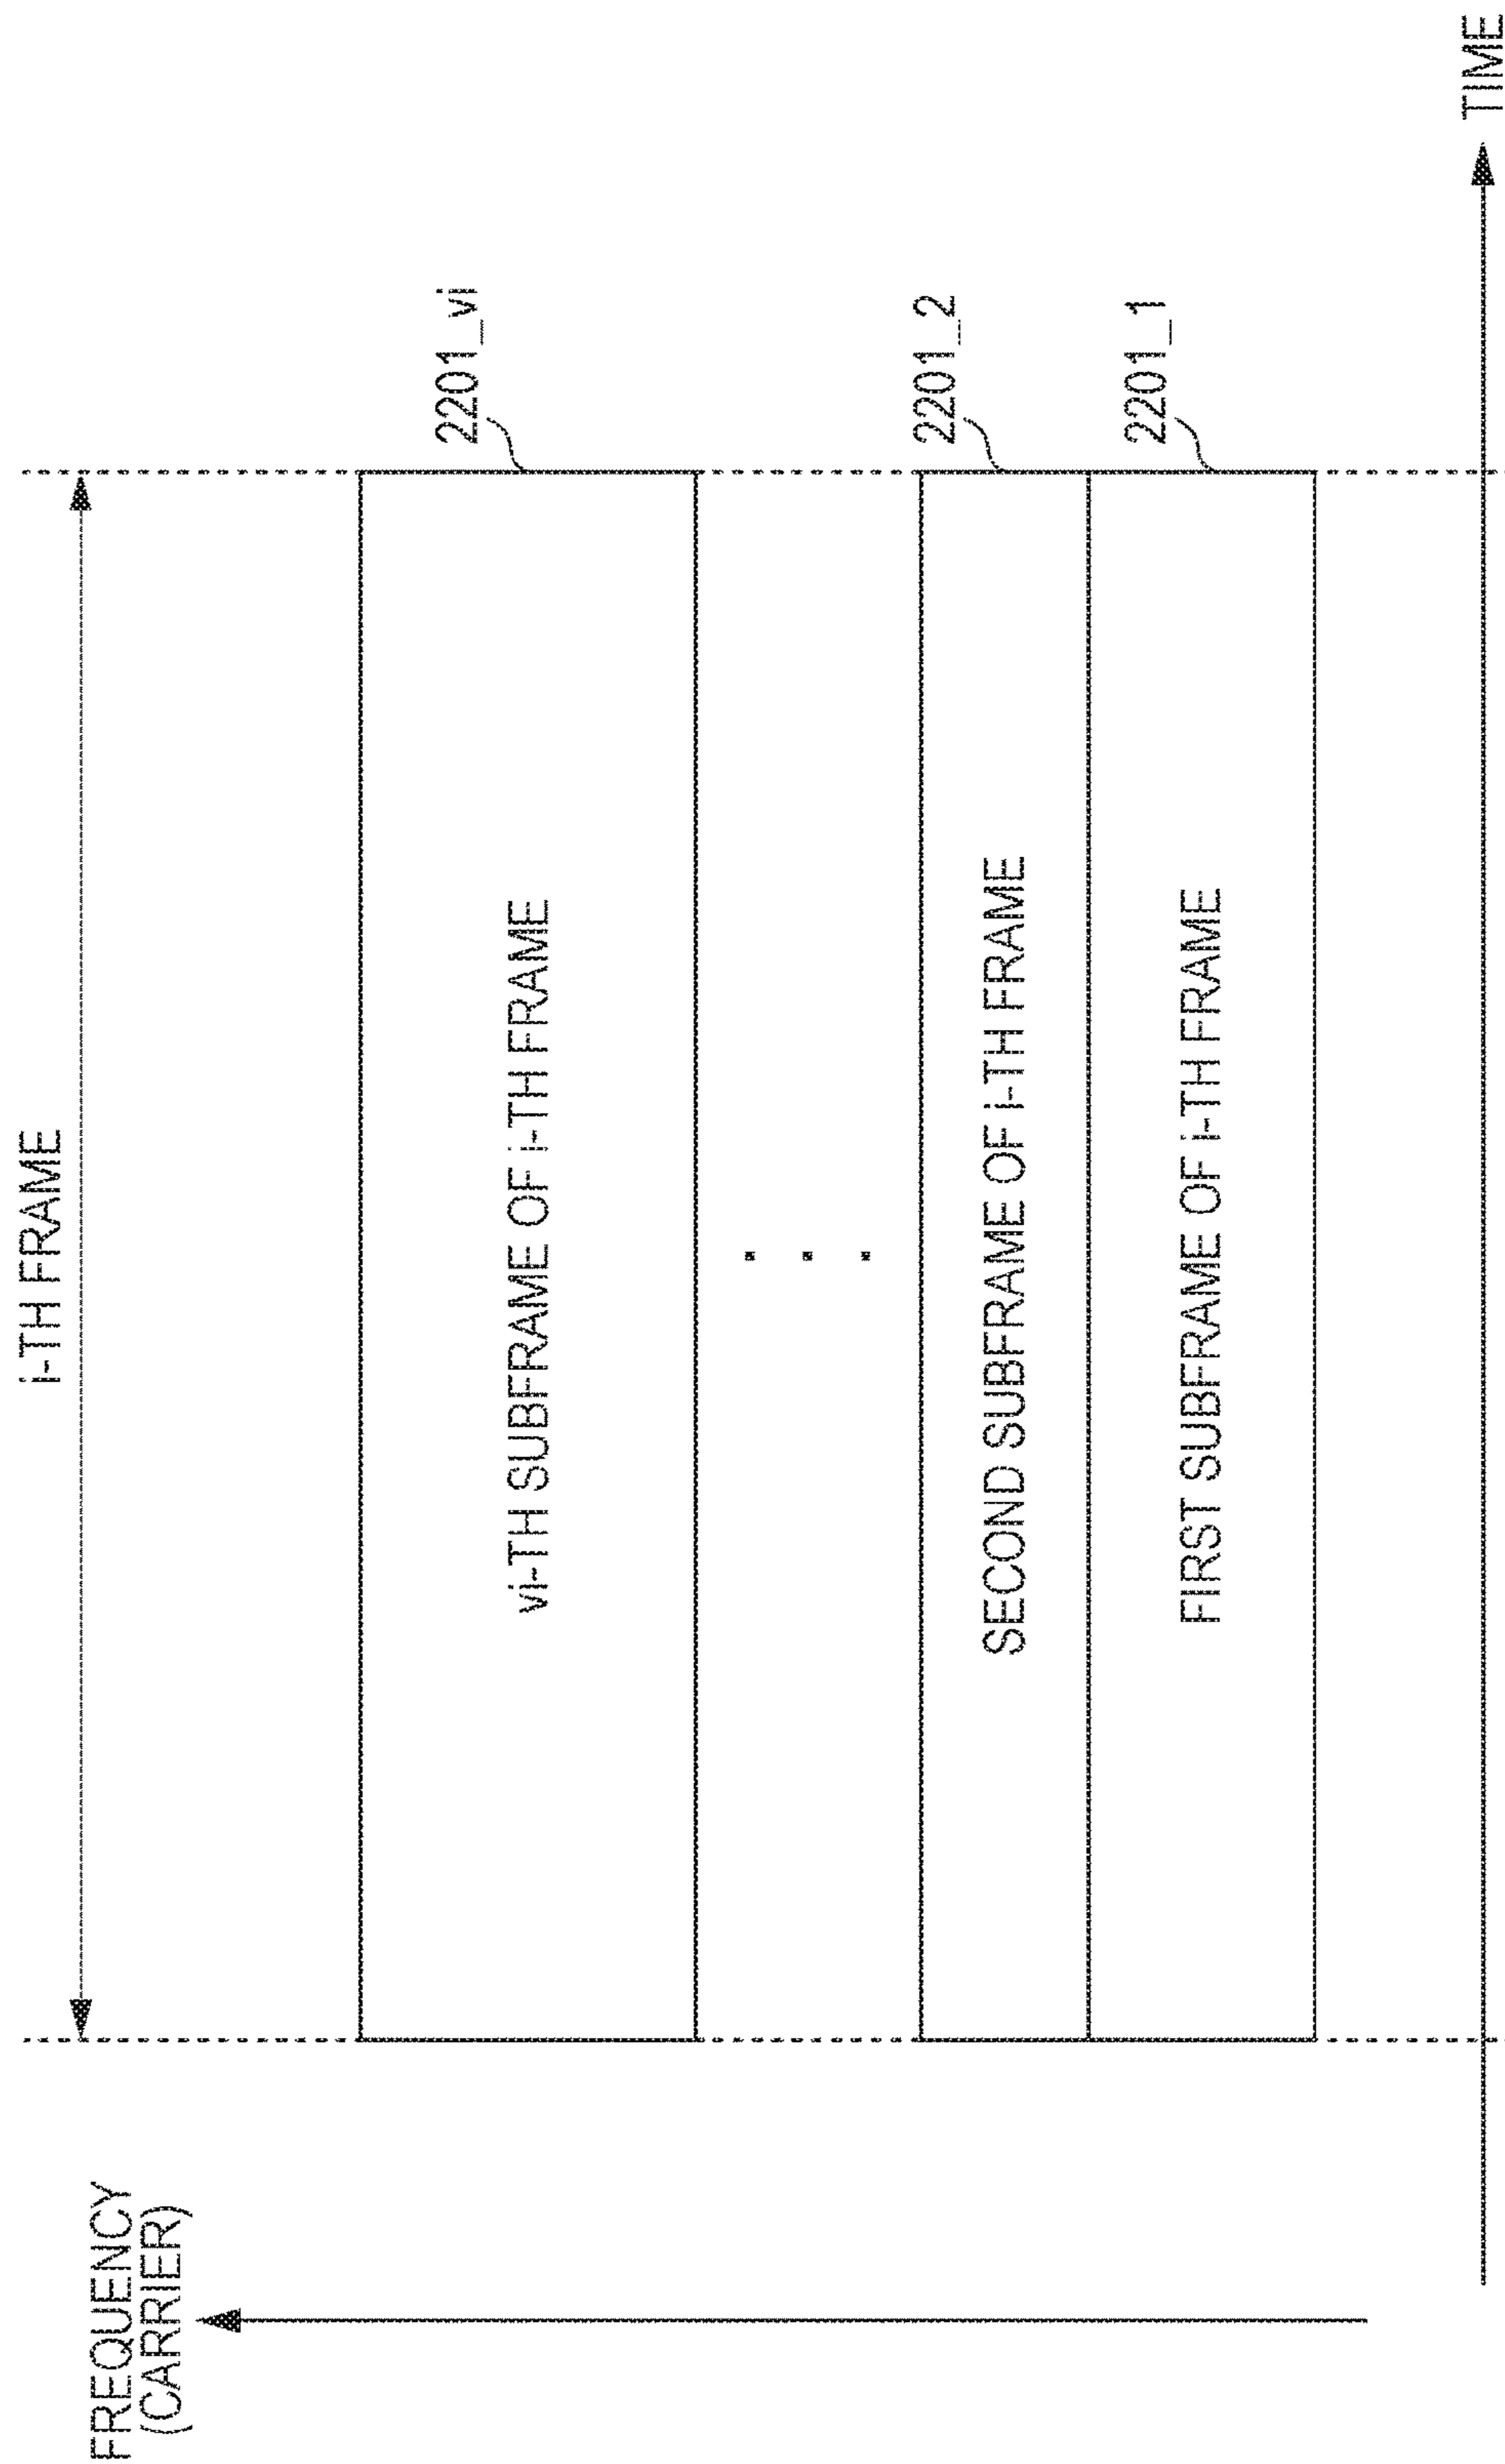 i-TH FRAME
FREQUENCY
(CARRIER)
vi-TH SUBFRAME OF i-TH FRAME
2201_vi
SECOND SUBFRAME OF i-TH FRAME
2201_2
FIRST SUBFRAME OF i-TH FRAME
2201_1
TIME